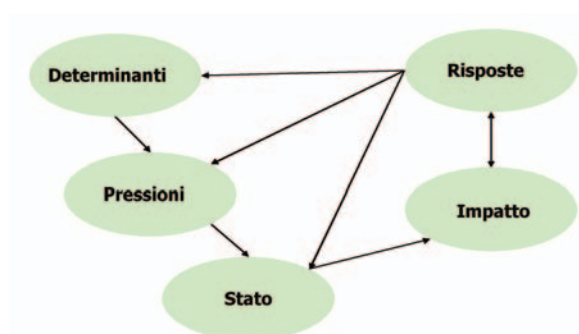 Determinanti
Risposte
Pressioni
Impatto
Stato